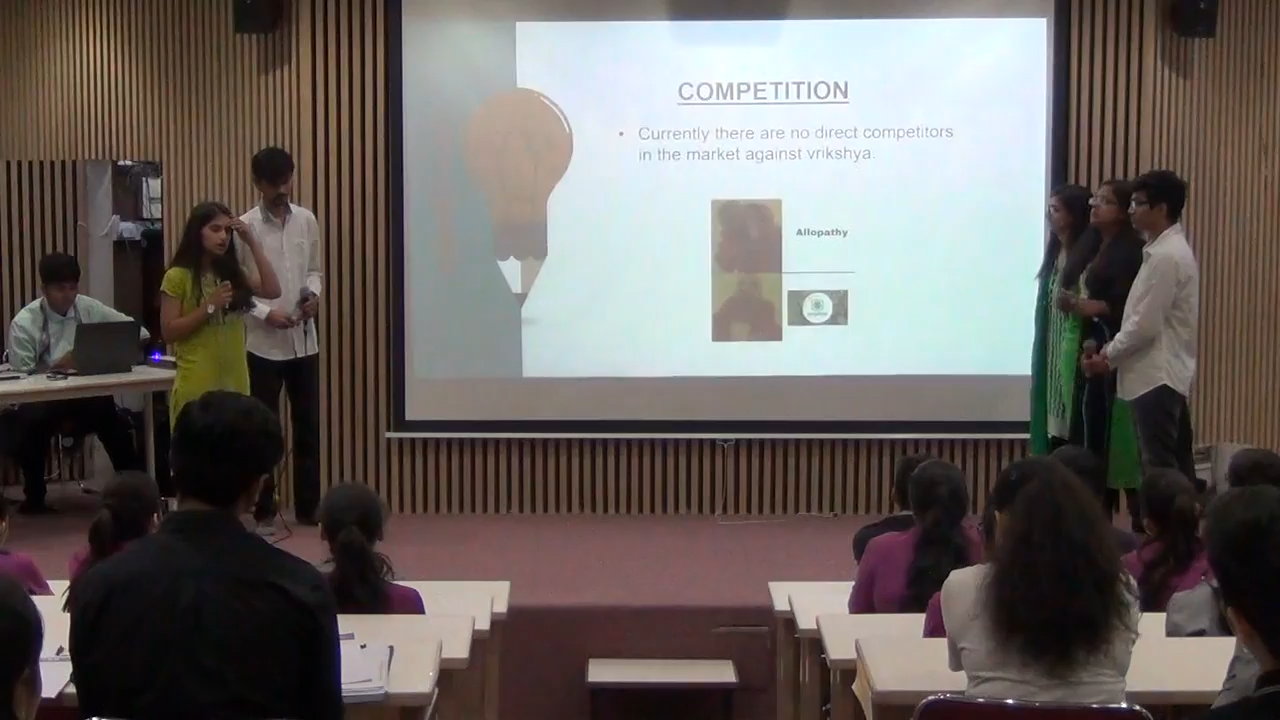 COMPETITION
• Currently there are no direct competitors
in the market against vrikshya.
Allopathy